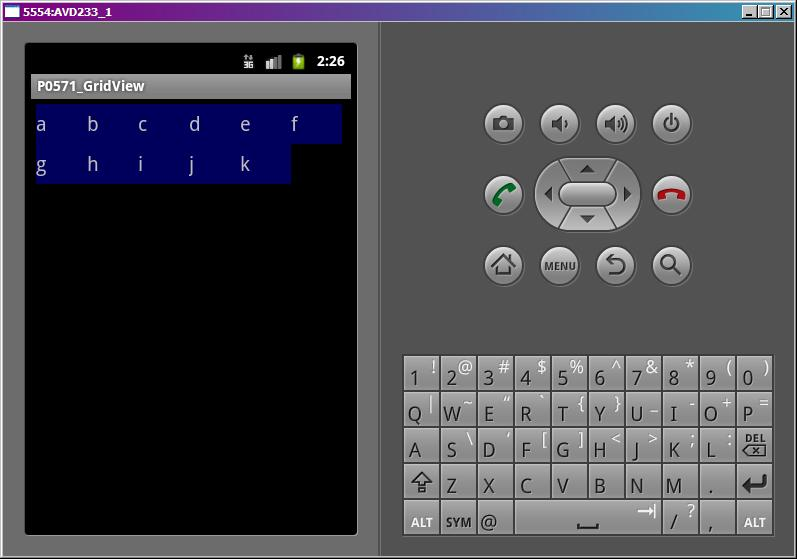 5554:AVD233_1
3G 2:26
P0571_GridView
a b c d e f
g h i j k
MENU
1 ! 2 @ 3 # 4 $ 5 % 6 ^ 7 & 8 * 9 ( 0 )
Q | W ~ E “ R ` T { Y } U _ I - O + P =
A S \ D ‘ F [ G ] H < J > K ; L : DEL
Z X C V B N M .
ALT SYM @ / ? , ALT